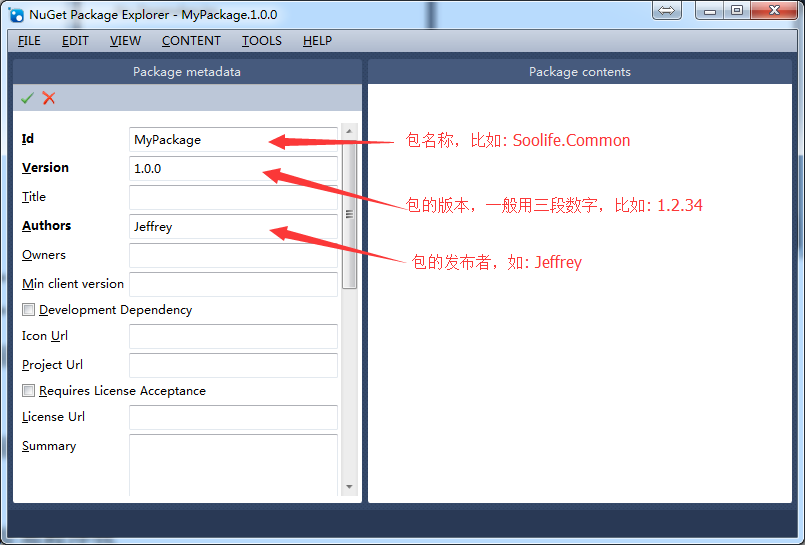 NuGet Package Explorer - MyPackage.1.0.0
FILE EDIT VIEW CONTENT TOOLS HELP
Package metadata
Package contents
Id MyPackage
包名称，比如: Soolife.Common
Version 1.0.0
Title
包的版本，一般用三段数字，比如: 1.2.34
Authors Jeffrey
Owners
包的发布者，如: Jeffrey
Min client version
Development Dependency
Icon Url
Project Url
Requires License Acceptance
License Url
Summary